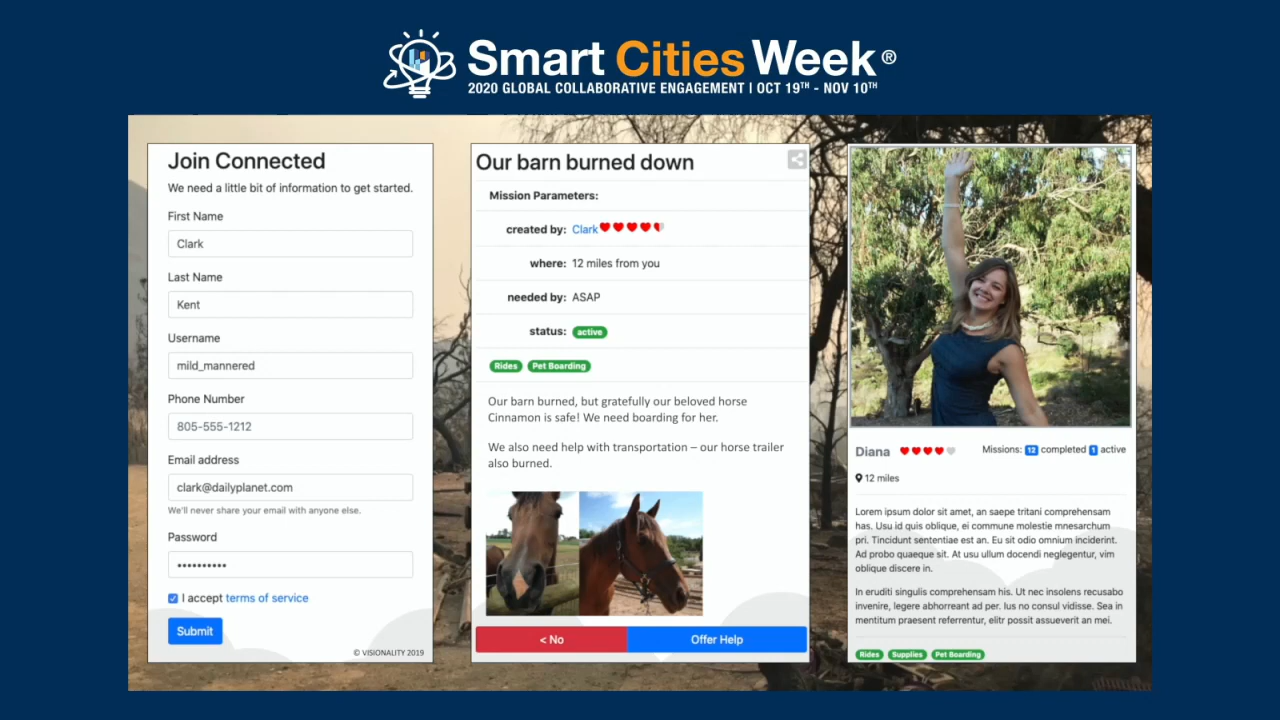 Smart Cities Week®
2020 GLOBAL COLLABORATIVE ENGAGEMENT | OCT 19TH - NOV 10TH
Join Connected
We need a little bit of information to get started.
First Name
Clark
Last Name
Kent
Username
mild_mannered
Phone Number
805-555-1212
Email address
clark@dailyplanet.com
We'll never share your email with anyone else.
Password
••••••••••
I accept terms of service
Submit
© VISIONALITY 2019
Our barn burned down
Mission Parameters:
created by: Clark
where: 12 miles from you
needed by: ASAP
status: active
Rides Pet Boarding
Our barn burned, but gratefully our beloved horse
Cinnamon is safe! We need boarding for her.
We also need help with transportation – our horse trailer
also burned.
< No Offer Help
Diana Missions: 12 completed 1 active
12 miles
Lorem ipsum dolor sit amet, an saepe tritani comprehensam
has. Usu id quis oblique, ei commune molestie mnesarchum
pri. Tincidunt sententiae est an. Eu sit odio omnium inciderint.
Ad probo quaeque sit. At usu ullum docendi neglegentur, vim
oblique discere in.
In eruditi singulis comprehensam his. Ut nec insolens recusabo
invenire, legere abhorreant ad per. Ius no consul vidisse. Sea in
mentitum praesent referrentur, elitr possit assueverit an mei.
Rides Supplies Pet Boarding